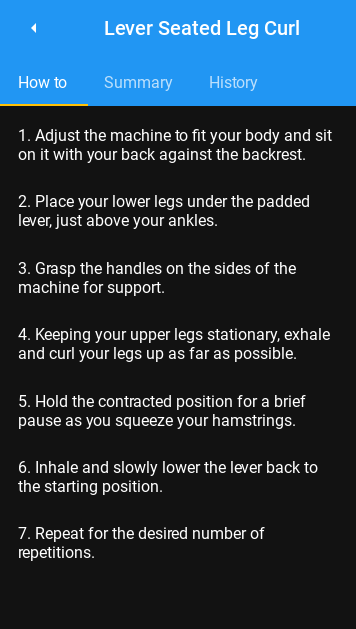 Lever Seated Leg Curl
How to
Summary
History
1. Adjust the machine to fit your body and sit
on it with your back against the backrest.
2. Place your lower legs under the padded
lever, just above your ankles.
3. Grasp the handles on the sides of the
machine for support.
4. Keeping your upper legs stationary, exhale
and curl your legs up as far as possible.
5. Hold the contracted position for a brief
pause as you squeeze your hamstrings.
6. Inhale and slowly lower the lever back to
the starting position.
7. Repeat for the desired number of
repetitions.